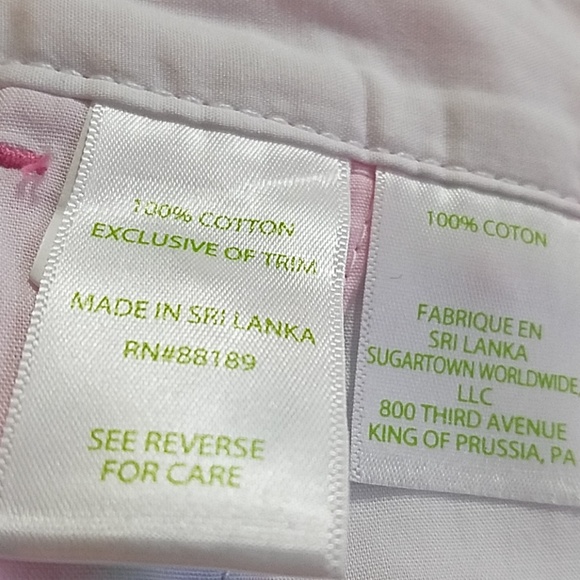 100% COTTON
EXCLUSIVE OF TRIM
MADE IN SRI LANKA
RN#88189
SEE REVERSE
FOR CARE
100% COTON
FABRIQUE EN
SRI LANKA
SUGARTOWN WORLDWIDE
LLC
800 THIRD AVENUE
KING OF PRUSSIA, PA